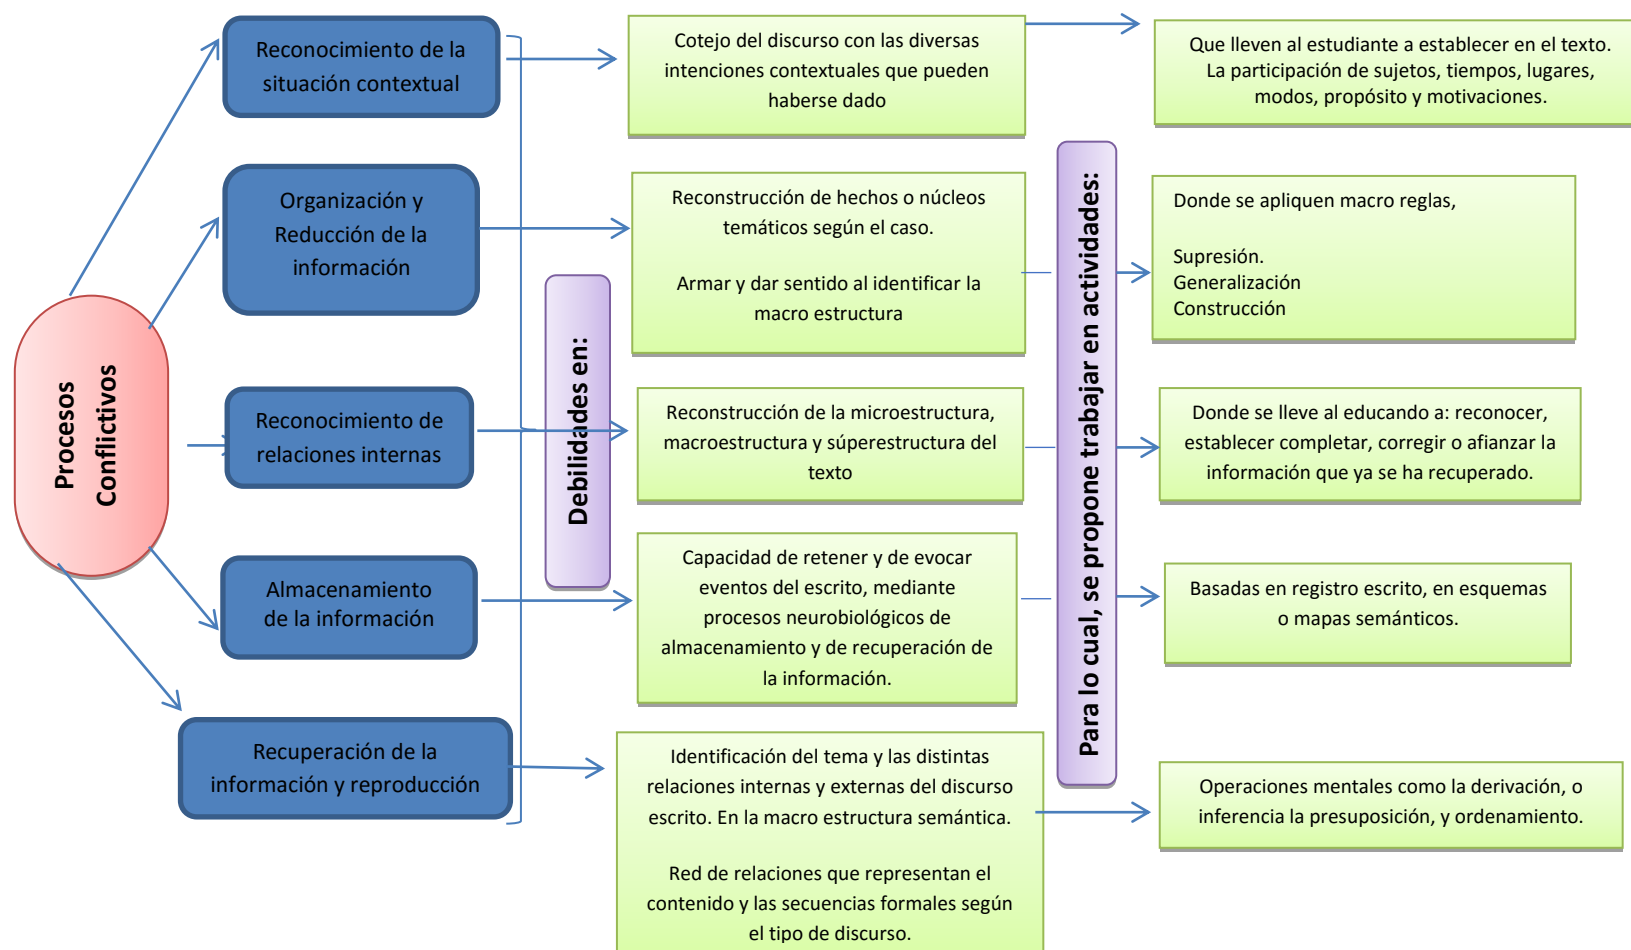 Procesos
Conflictivos
Reconocimiento de la
situación contextual
Organización y
Reducción de la
información
Reconocimiento de
relaciones internas
Almacenamiento
de la información
Recuperación de la
información y reproducción
Debilidades en:
Cotejo del discurso con las diversas
intenciones contextuales que pueden
haberse dado
Reconstrucción de hechos o núcleos
temáticos según el caso.
Armar y dar sentido al identificar la
macro estructura
Reconstrucción de la microestructura,
macroestructura y súperestructura del
texto
Capacidad de retener y de evocar
eventos del escrito, mediante
procesos neurobiológicos de
almacenamiento y de recuperación de
la información.
Identificación del tema y las distintas
relaciones internas y externas del discurso
escrito. En la macro estructura semántica.
Red de relaciones que representan el
contenido y las secuencias formales según
el tipo de discurso.
Para lo cual, se propone trabajar en actividades:
Que lleven al estudiante a establecer en el texto.
La participación de sujetos, tiempos, lugares,
modos, propósito y motivaciones.
Donde se apliquen macro reglas,
Supresión.
Generalización
Construcción
Donde se lleve al educando a: reconocer,
establecer completar, corregir o afianzar la
información que ya se ha recuperado.
Basadas en registro escrito, en esquemas
o mapas semánticos.
Operaciones mentales como la derivación, o
inferencia la presuposición, y ordenamiento.